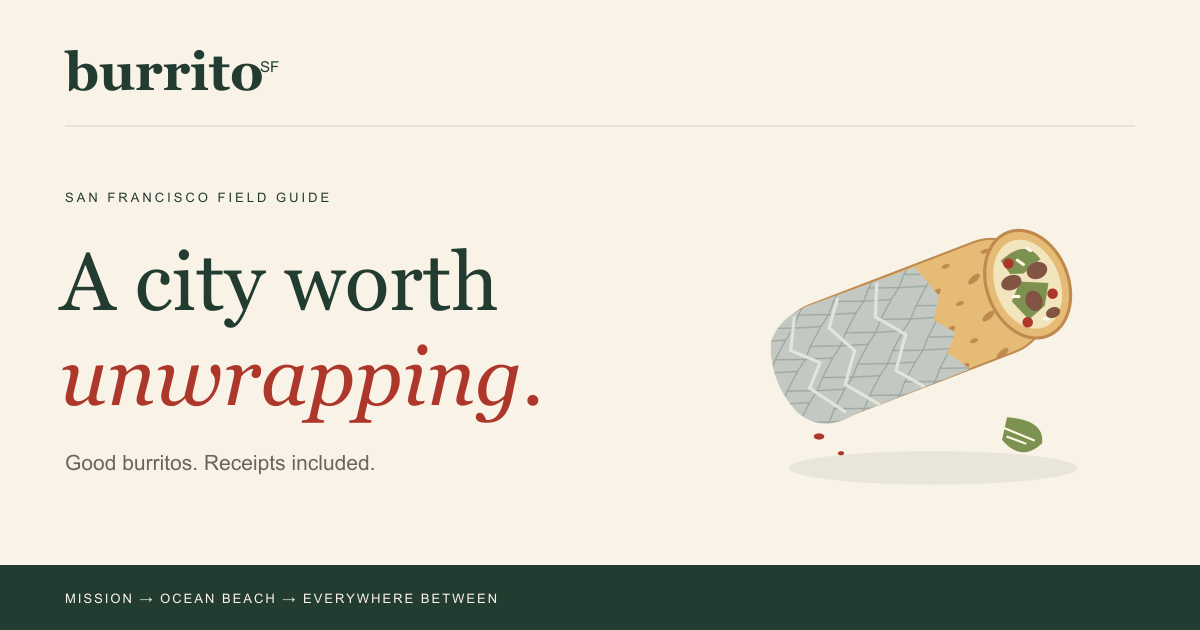 burritoSF
SAN FRANCISCO FIELD GUIDE
A city worth
unwrapping.
Good burritos. Receipts included.
MISSION → OCEAN BEACH → EVERYWHERE BETWEEN